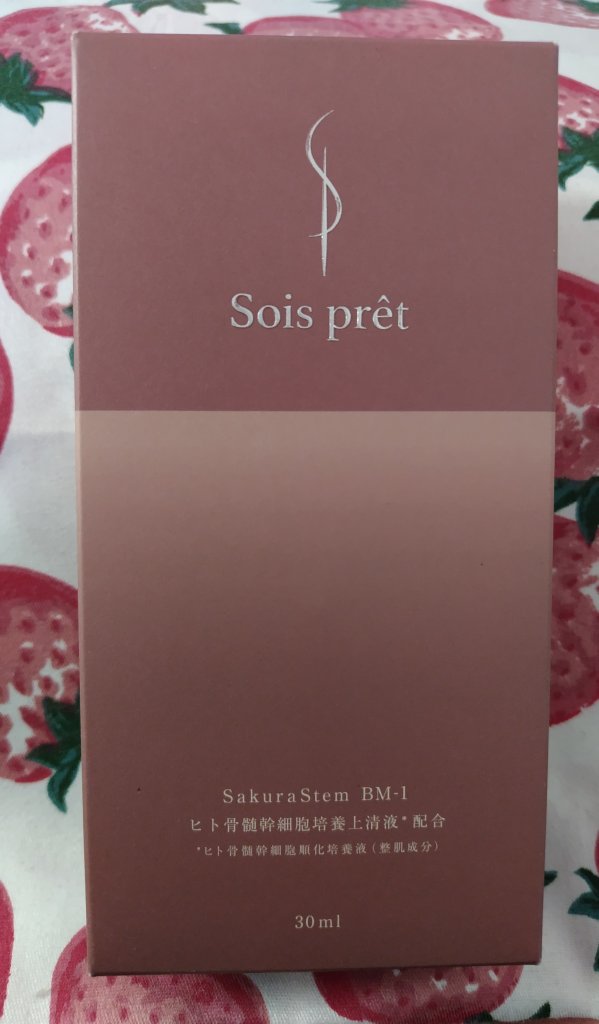 Sois prêt
SakuraStem BM-1
ヒト骨髄幹細胞培養上清液*配合
*ヒト骨髄幹細胞順化培養液(整肌成分)
30ml